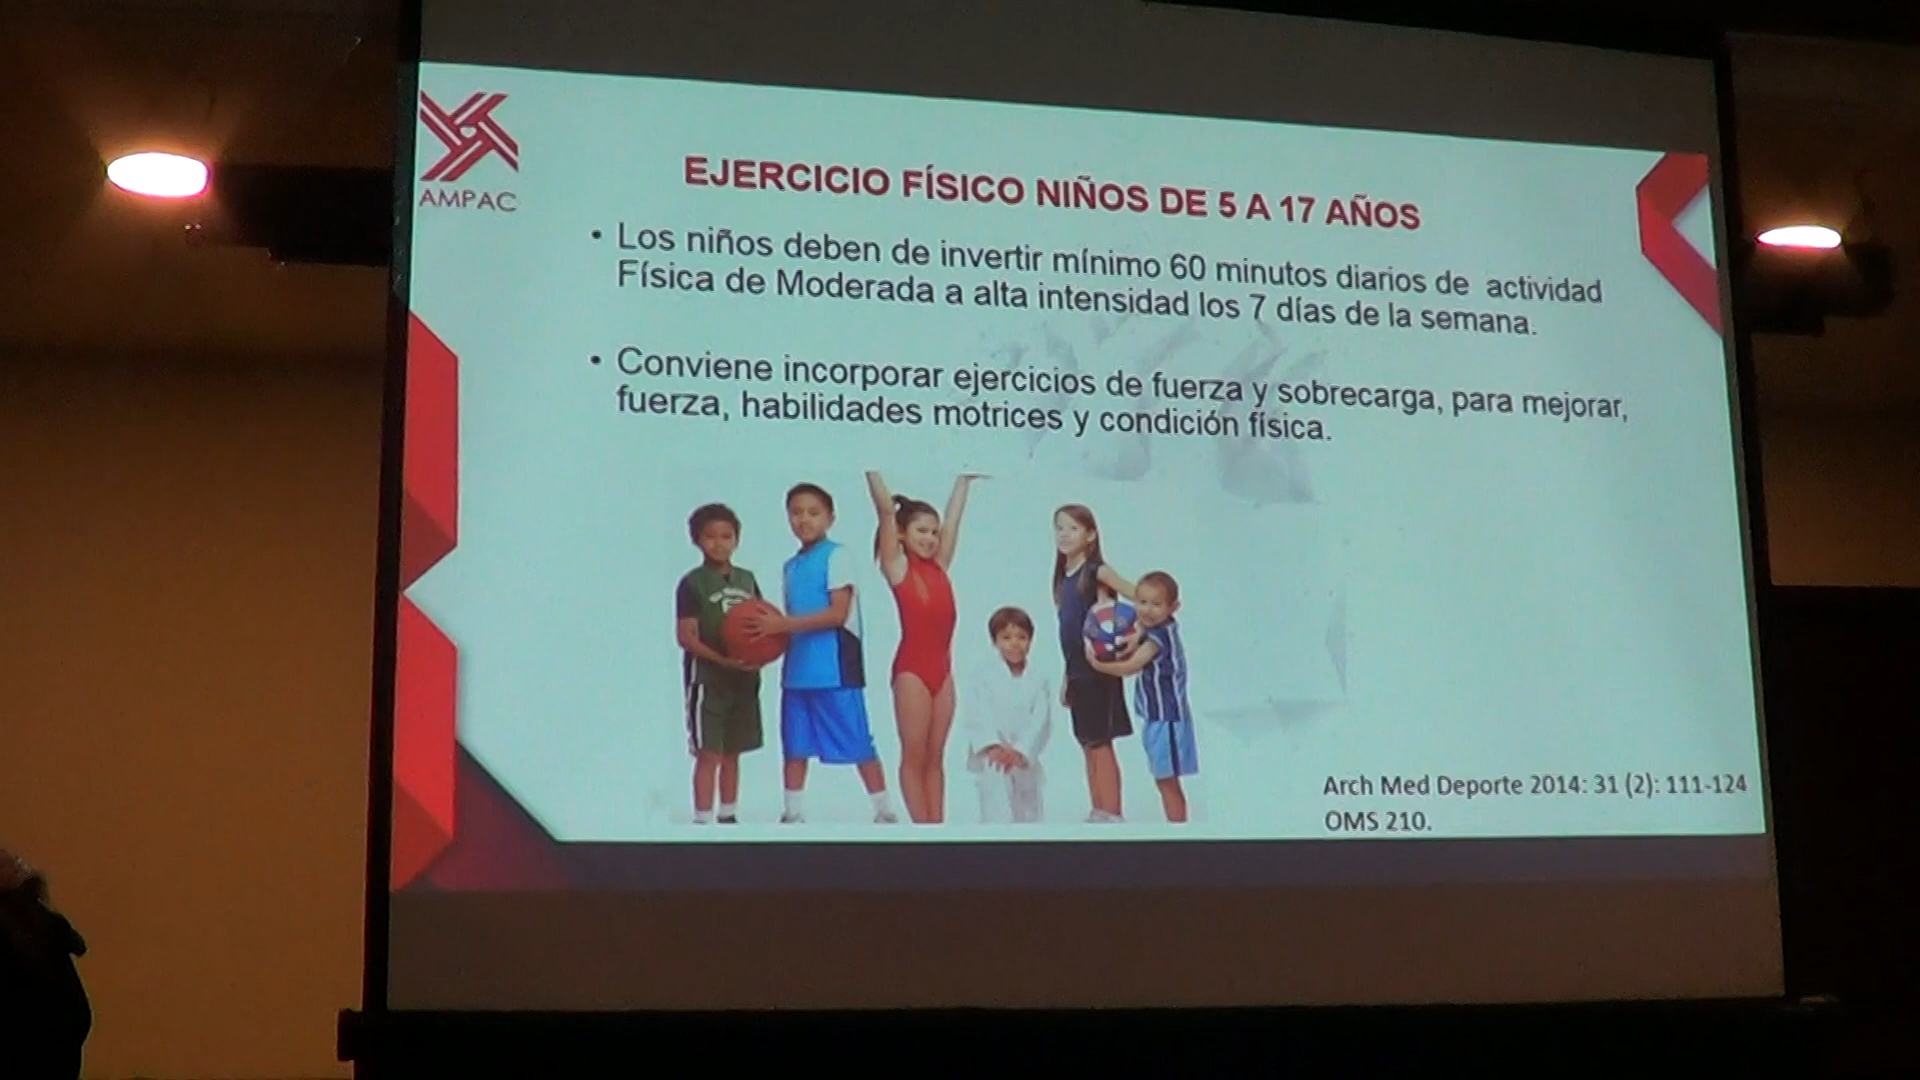 AMPAC
EJERCICIO FÍSICO NIÑOS DE 5 A 17 AÑOS
• Los niños deben de invertir mínimo 60 minutos diarios de actividad
Física de Moderada a alta intensidad los 7 días de la semana.
• Conviene incorporar ejercicios de fuerza y sobrecarga, para mejorar,
fuerza, habilidades motrices y condición física.
Arch Med Deporte 2014: 31 (2): 111-124
OMS 210.